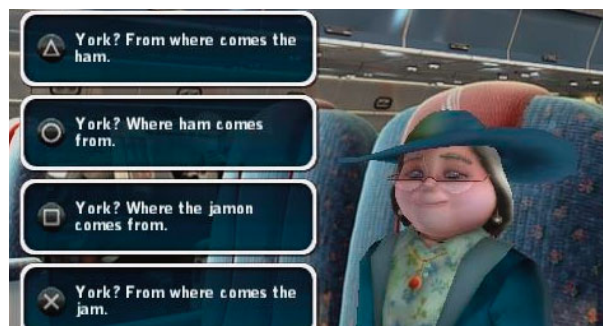 York? From where comes the
ham.
York? Where ham comes
from.
York? Where the jamon
comes from.
York? From where comes the
jam.